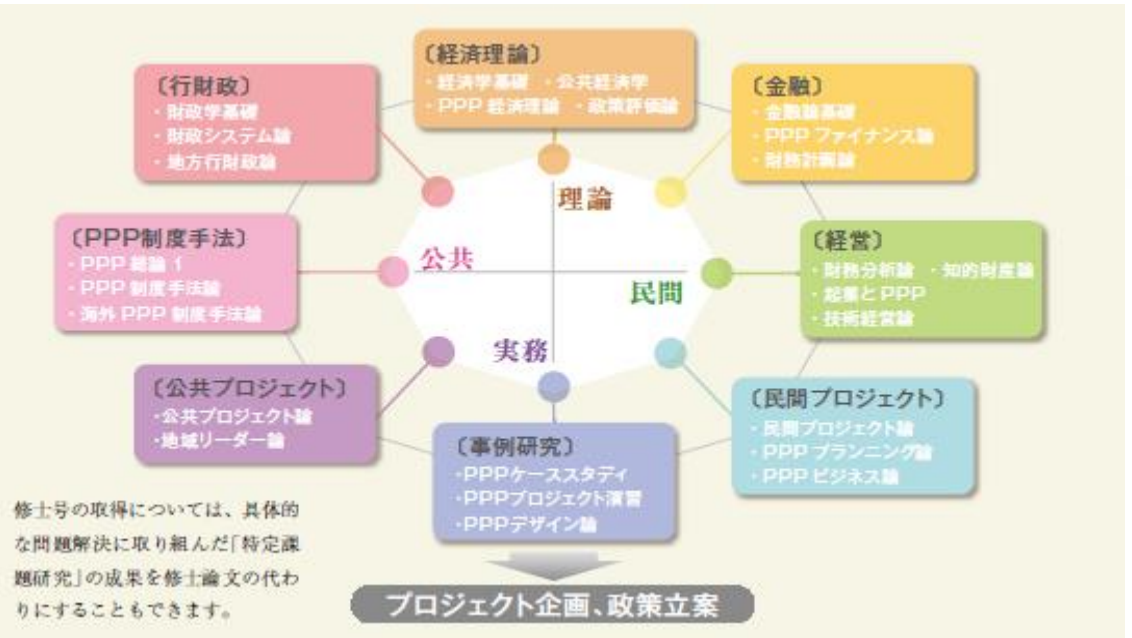 〔経済理論〕
・経済学基礎 ・公共経済学
・PPP 経済理論 ・政策評価論
〔行財政〕
・財政学基礎
・財政システム論
・地方行財政論
〔金融〕
・金融論基礎
・PPP ファイナンス論
・財務計画論
〔PPP制度手法〕
・PPP 総論 1
・PPP 制度手法論
・海外 PPP 制度手法論
理論
公共
民間
実務
〔経営〕
・財務分析論 ・知的財産論
・起業とPPP
・技術経営論
〔公共プロジェクト〕
・公共プロジェクト論
・地域リーダー論
〔事例研究〕
・PPPケーススタディ
・PPPプロジェクト演習
・PPPデザイン論
〔民間プロジェクト〕
・民間プロジェクト論
・PPP プランニング論
・PPP ビジネス論
修士号の取得については、具体的
な問題解決に取り組んだ「特定課
題研究」の成果を修士論文の代わ
りにすることもできます。
プロジェクト企画、政策立案